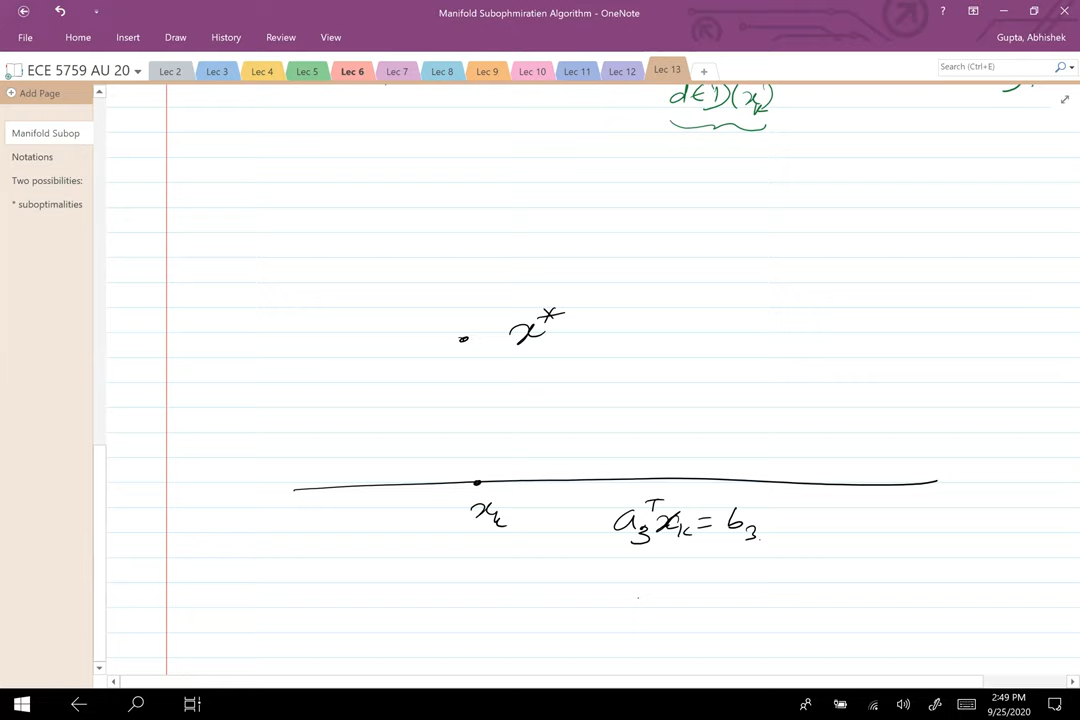 Manifold Subophmiratien Algorithm - OneNote
?
Gupta, Abhishek
File Home Insert Draw History Review View
ECE 5759 AU 20
Lec 2 Lec 3 Lec 4 Lec 5 Lec 6 Lec 7 Lec 8 Lec 9 Lec 10 Lec 11 Lec 12 Lec 13 +
Search (Ctrl+E)
Add Page
Manifold Subop
Notations
Two possibilities:
* suboptimalities
d ∈ D(x_k)
x*
x_k
a_3^T x_k = b_3
2:49 PM
9/25/2020